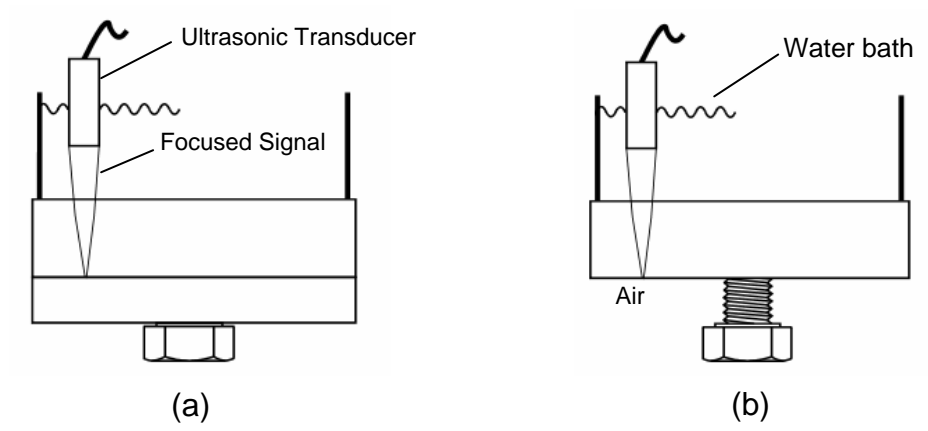 Ultrasonic Transducer
Focused Signal
(a)
Water bath
Air
(b)